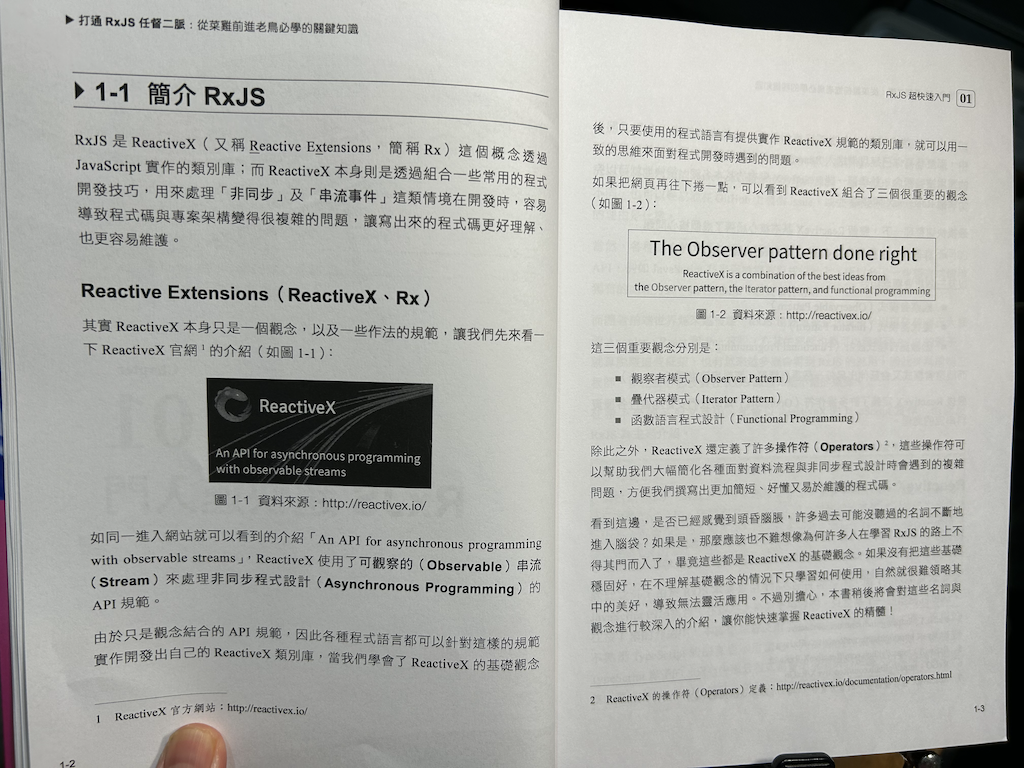 ▶ 打通 RxJS 任督二脈：從菜雞前進老鳥必學的關鍵知識
▶ 1-1 簡介 RxJS
RxJS 是 ReactiveX（又稱 Reactive Extensions，簡稱 Rx）這個概念透過
JavaScript 實作的類別庫；而 ReactiveX 本身則是透過組合一些常用的程式
開發技巧，用來處理「非同步」及「串流事件」這類情境在開發時，容易
導致程式碼與專案架構變得很複雜的問題，讓寫出來的程式碼更好理解、
也更容易維護。
Reactive Extensions（ReactiveX、Rx）
其實 ReactiveX 本身只是一個觀念，以及一些作法的規範，讓我們先來看一
下 ReactiveX 官網1 的介紹（如圖 1-1）：
ReactiveX
An API for asynchronous programming
with observable streams
圖 1-1 資料來源：http://reactivex.io/
如同一進入網站就可以看到的介紹「An API for asynchronous programming
with observable streams」，ReactiveX 使用了可觀察的（Observable）串流
（Stream）來處理非同步程式設計（Asynchronous Programming）的
API 規範。
由於只是觀念結合的 API 規範，因此各種程式語言都可以針對這樣的規範
實作開發出自己的 ReactiveX 類別庫，當我們學會了 ReactiveX 的基礎觀念
1 ReactiveX 官方網站：http://reactivex.io/
1-2
RxJS 超快速入門 01
後，只要使用的程式語言有提供實作 ReactiveX 規範的類別庫，就可以用一
致的思維來面對程式開發時遇到的問題。
如果把網頁再往下捲一點，可以看到 ReactiveX 組合了三個很重要的觀念
（如圖 1-2）：
The Observer pattern done right
ReactiveX is a combination of the best ideas from
the Observer pattern, the Iterator pattern, and functional programming
圖 1-2 資料來源：http://reactivex.io/
這三個重要觀念分別是：
■ 觀察者模式（Observer Pattern）
■ 疊代器模式（Iterator Pattern）
■ 函數語言程式設計（Functional Programming）
除此之外，ReactiveX 還定義了許多操作符（Operators）2，這些操作符可
以幫助我們大幅簡化各種面對資料流程與非同步程式設計時會遇到的複雜
問題，方便我們撰寫出更加簡短、好懂又易於維護的程式碼。
看到這邊，是否已經感覺到頭昏腦脹，許多過去可能沒聽過的名詞不斷地
進入腦袋？如果是，那麼應該也不難想像為何許多人在學習 RxJS 的路上不
得其門而入了，畢竟這些都是 ReactiveX 的基礎觀念。如果沒有把這些基礎
穩固好，在不理解基礎觀念的情況下只學習如何使用，自然就很難領略其
中的美好，導致無法靈活應用。不過別擔心，本書稍後將會對這些名詞與
觀念進行較深入的介紹，讓你能快速掌握 ReactiveX 的精髓！
2 ReactiveX 的操作符（Operators）定義：http://reactivex.io/documentation/operators.html
1-3